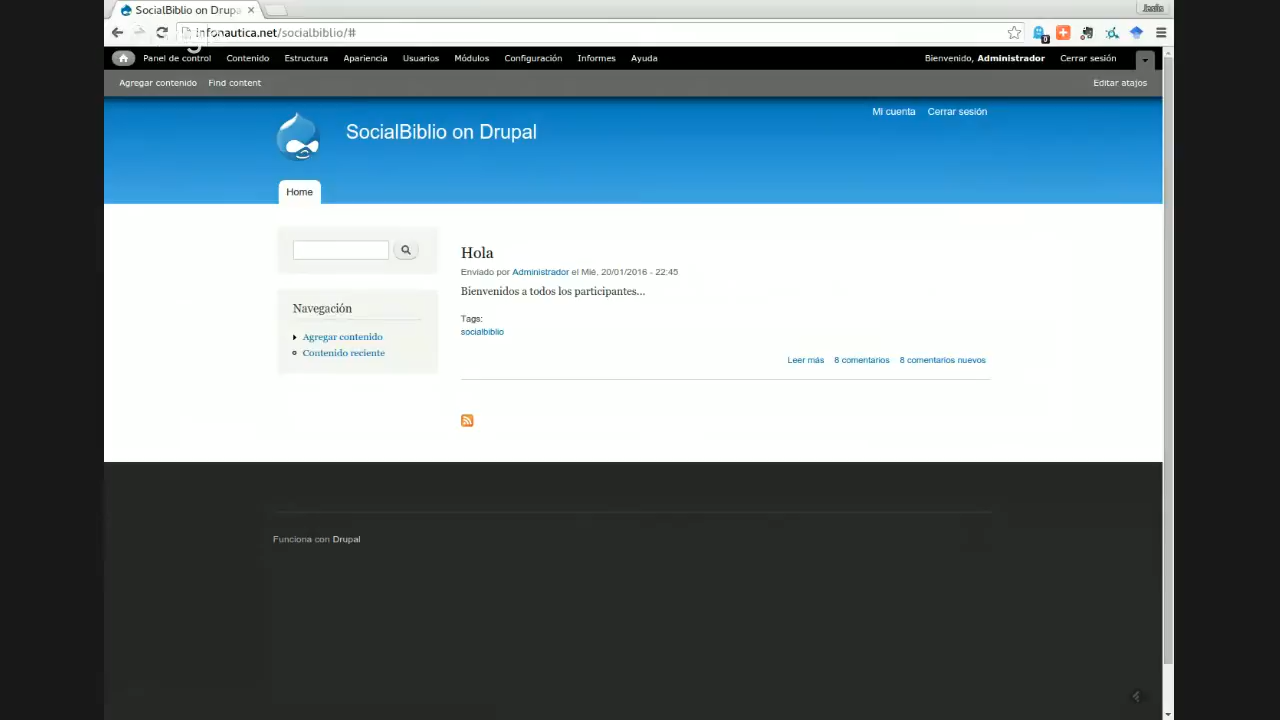 SocialBiblio on Drupa
infonautica.net/socialbiblio/#
Panel de control Contenido Estructura Apariencia Usuarios Módulos Configuración Informes Ayuda Bienvenido, Administrador Cerrar sesión
Agregar contenido Find content Editar atajos
Mi cuenta Cerrar sesión
SocialBiblio on Drupal
Home
Hola
Enviado por Administrador el Mié, 20/01/2016 - 22:45
Bienvenidos a todos los participantes...
Tags:
socialbiblio
Leer más 8 comentarios 8 comentarios nuevos
Navegación
Agregar contenido
Contenido reciente
Funciona con Drupal